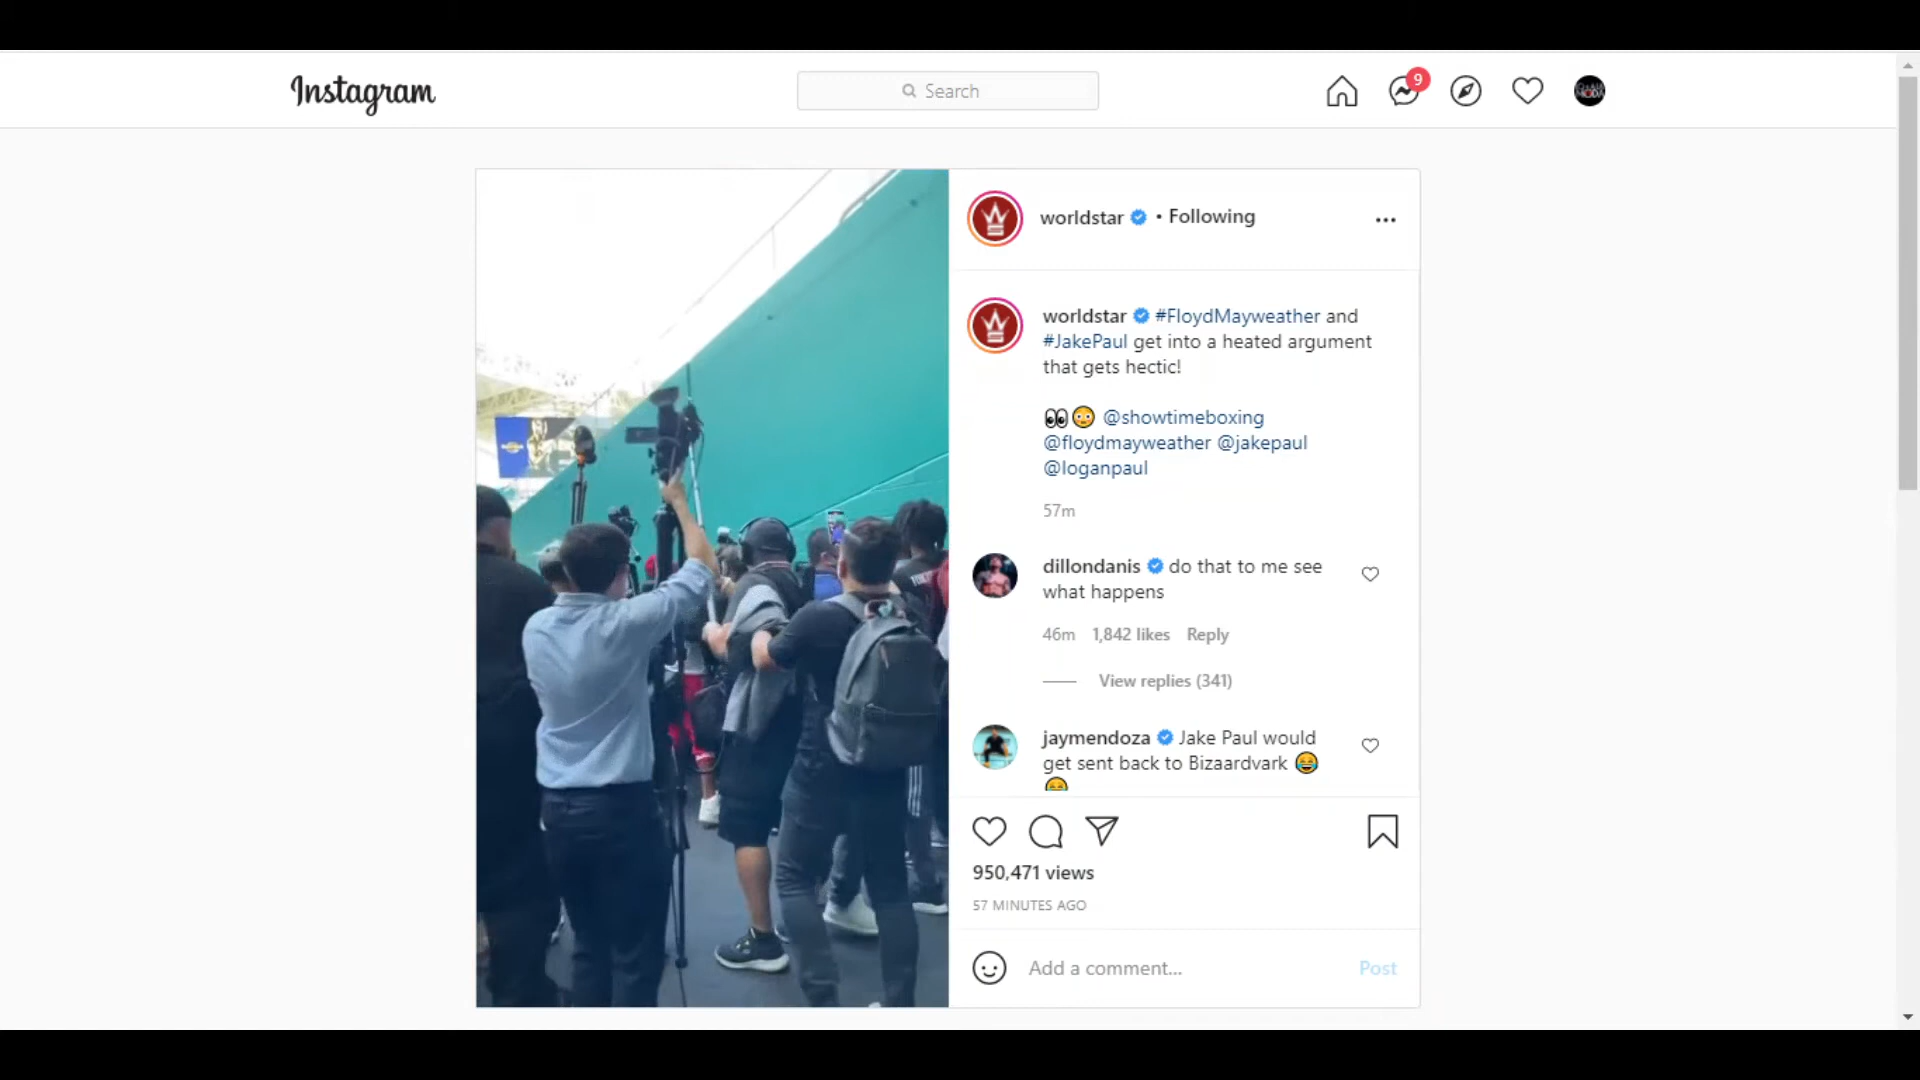 Instagram
Search
9
worldstar • Following
worldstar #FloydMayweather and
#JakePaul get into a heated argument
that gets hectic!
👀😳 @showtimeboxing
@floydmayweather @jakepaul
@loganpaul
57m
dillondanis do that to me see
what happens
46m 1,842 likes Reply
View replies (341)
jaymendoza Jake Paul would
get sent back to Bizaardvark 😂
😂
950,471 views
57 MINUTES AGO
Add a comment...
Post